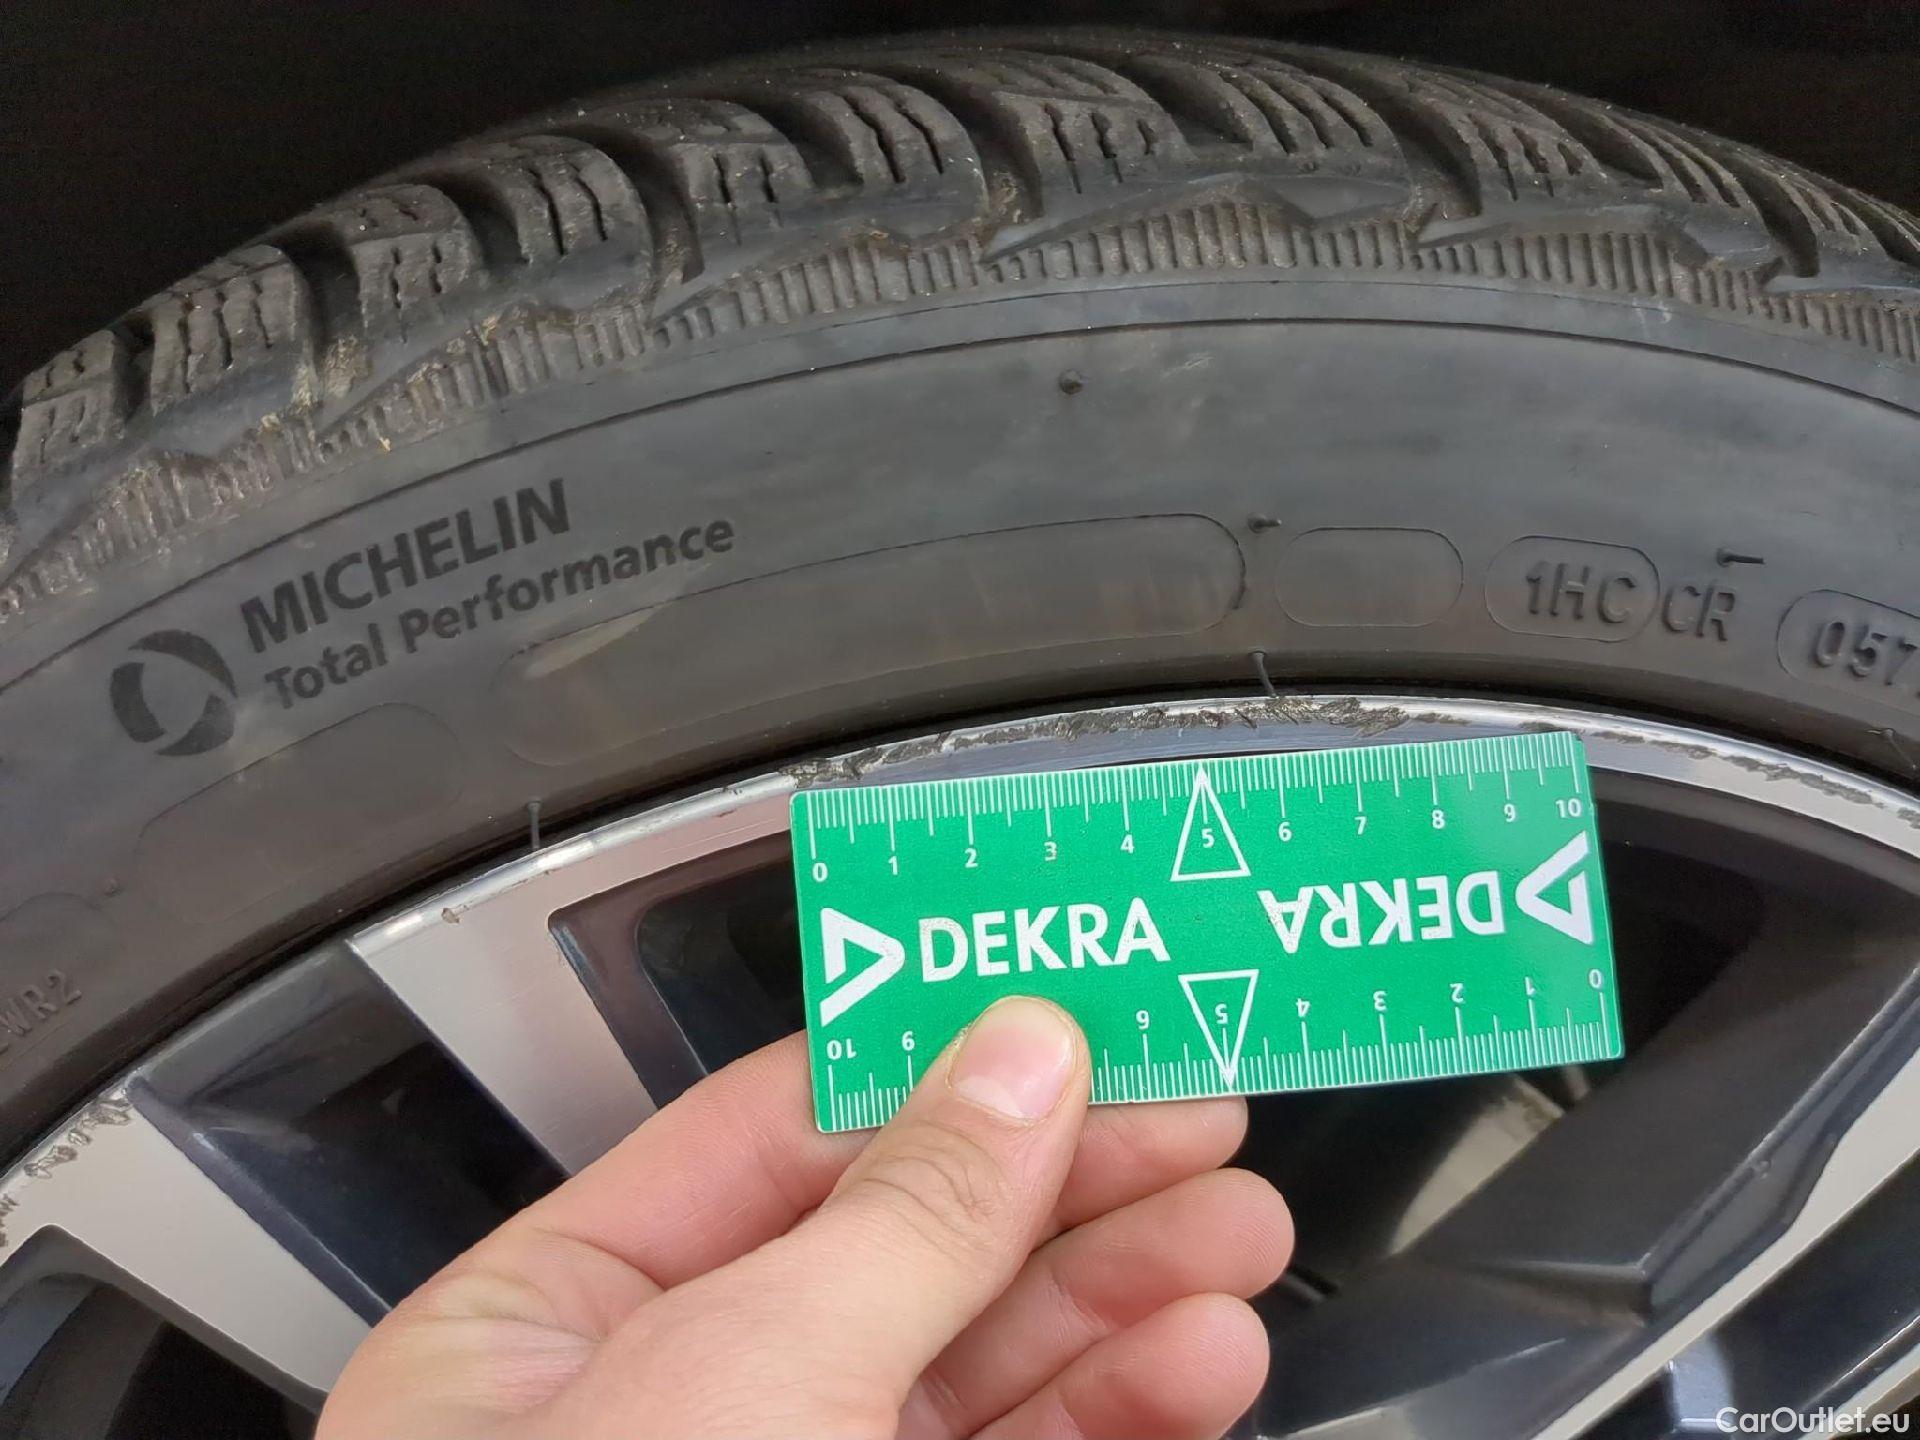 MICHELIN
Total Performance
1HC CR 057
WR2
0 1 2 3 4 5 6 7 8 9 10
DEKRA DEKRA
10 9 6 5 4 3 2 1 0
CarOutlet.eu